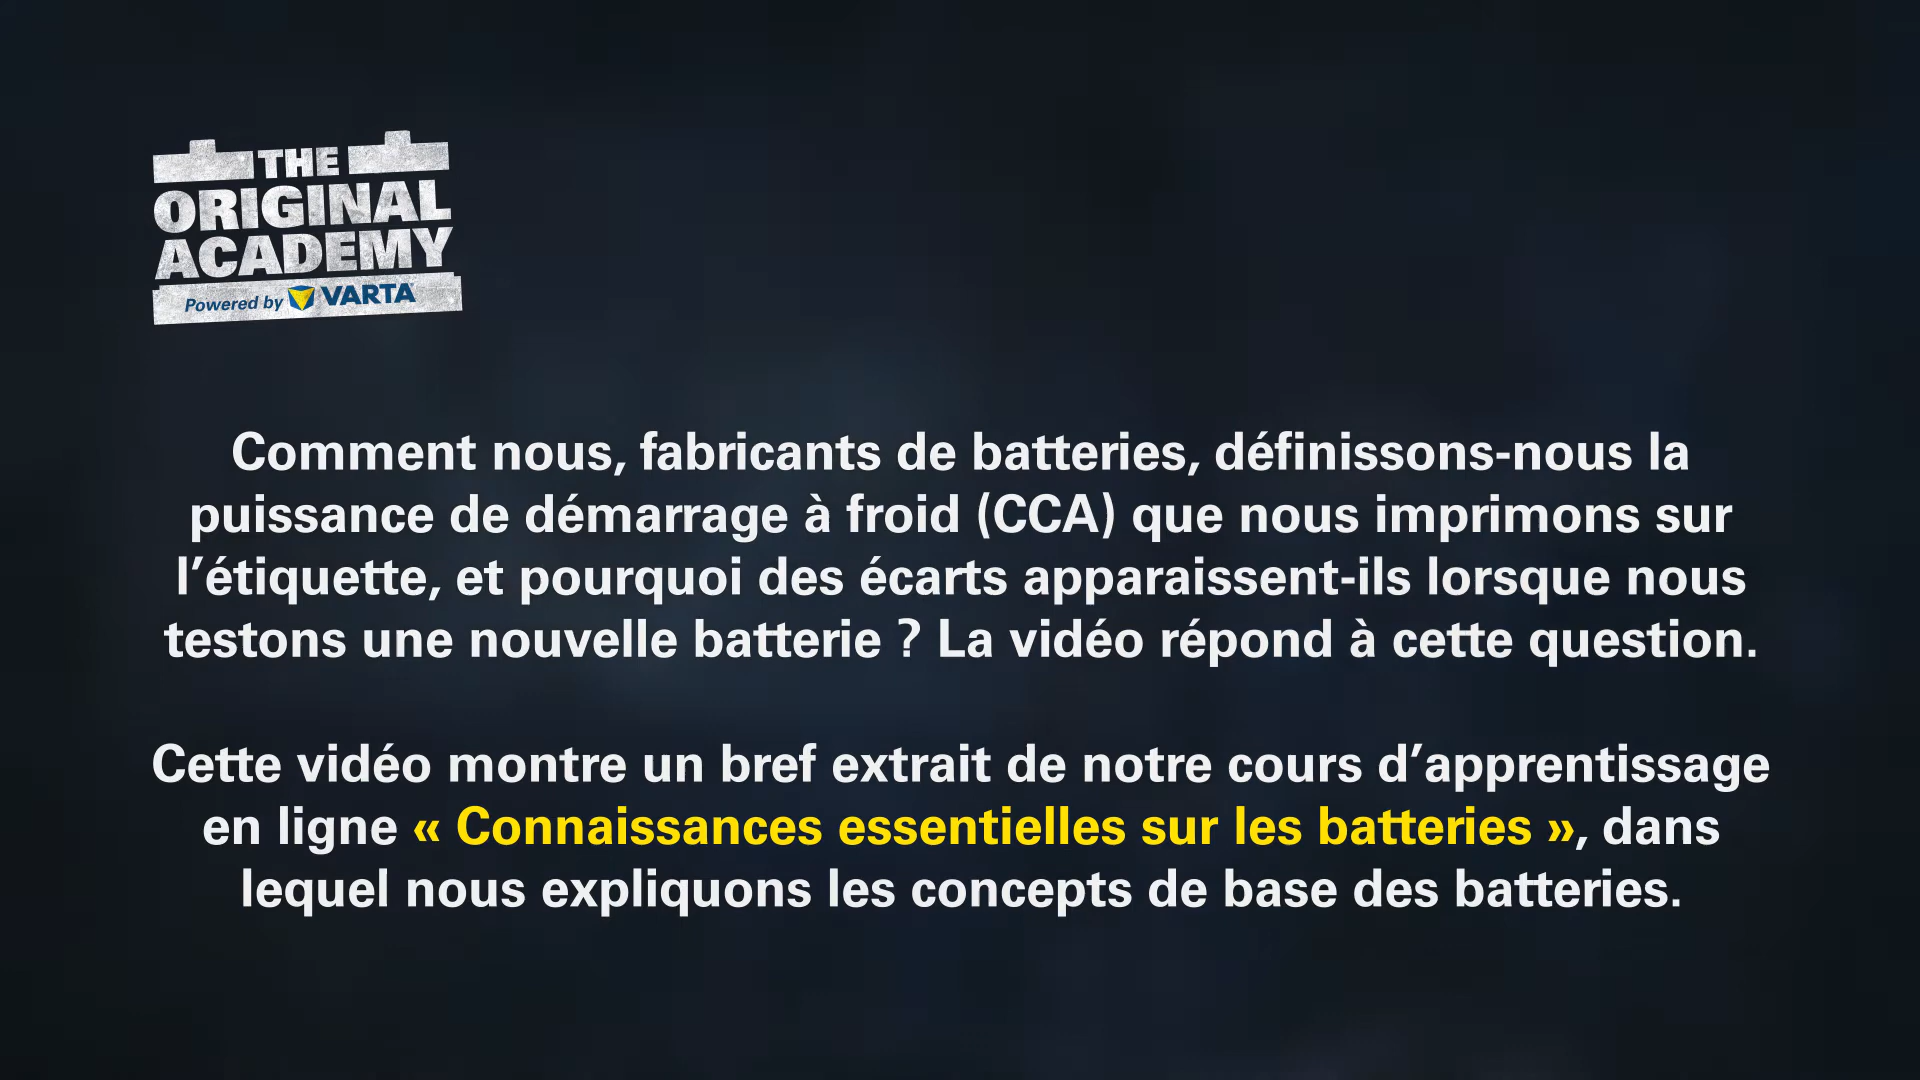 THE
ORIGINAL
ACADEMY
Powered by VARTA
Comment nous, fabricants de batteries, définissons-nous la
puissance de démarrage à froid (CCA) que nous imprimons sur
l’étiquette, et pourquoi des écarts apparaissent-ils lorsque nous
testons une nouvelle batterie ? La vidéo répond à cette question.
Cette vidéo montre un bref extrait de notre cours d’apprentissage
en ligne « Connaissances essentielles sur les batteries », dans
lequel nous expliquons les concepts de base des batteries.